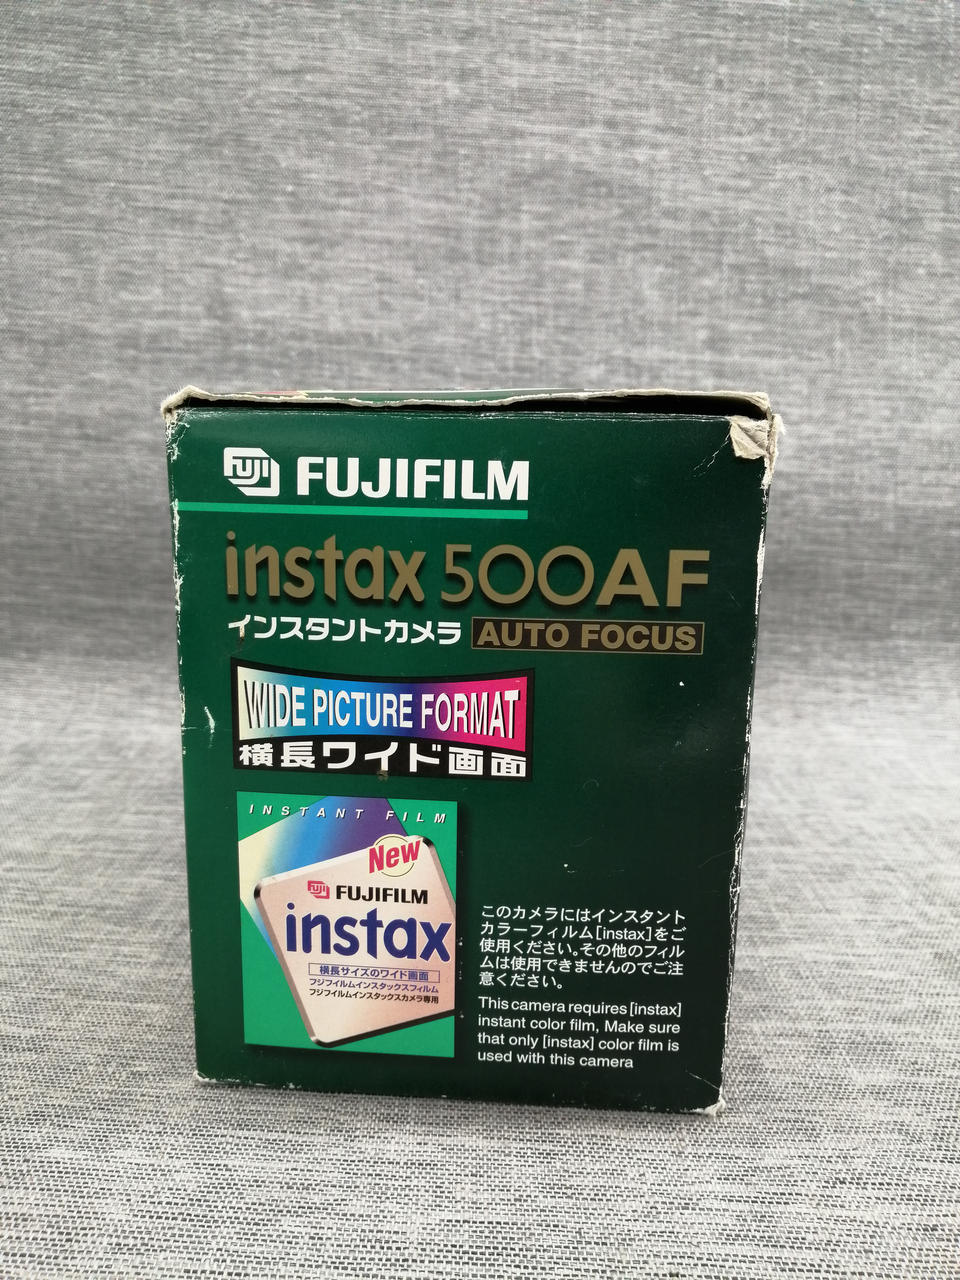 FUJI FUJIFILM
instax 500AF
インスタントカメラ AUTO FOCUS
WIDE PICTURE FORMAT
横長ワイド画面
INSTANT FILM
New
FUJI FUJIFILM
instax
横長サイズのワイド画面
フジフイルムインスタックスフィルム
フジフイルムインスタックスカメラ専用
このカメラにはインスタント
カラーフィルム[instax]をご
使用ください。その他のフィル
ムは使用できませんのでご注
意ください。
This camera requires [instax]
instant color film, Make sure
that only [instax] color film is
used with this camera